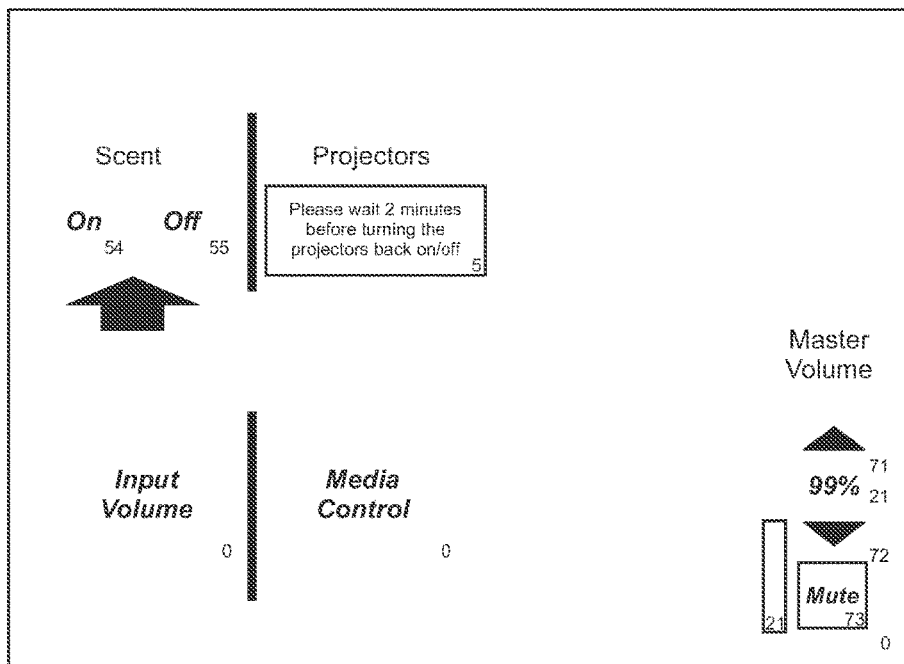 Scent
Projectors
On
Off
54
55
Please wait 2 minutes
before turning the
projectors back on/off
5
Master
Volume
Input
Volume
0
Media
Control
0
71
99%
21
72
21
Mute
73
0